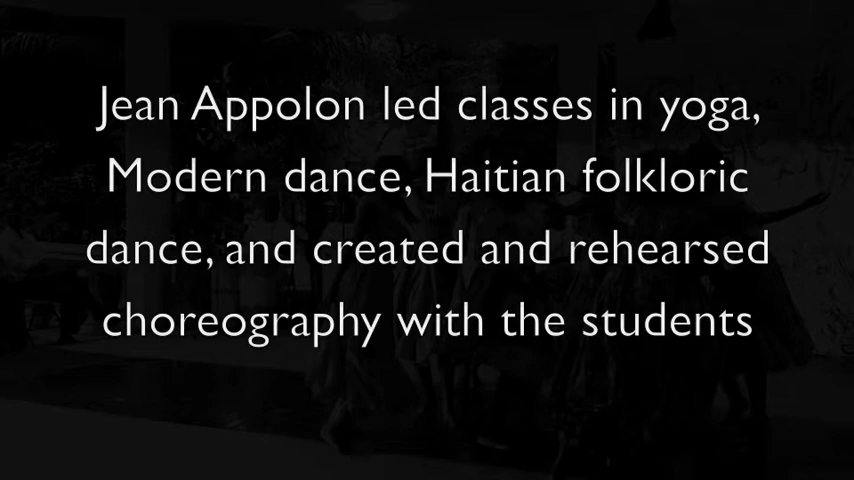 Jean Appolon led classes in yoga,
Modern dance, Haitian folkloric
dance, and created and rehearsed
choreography with the students